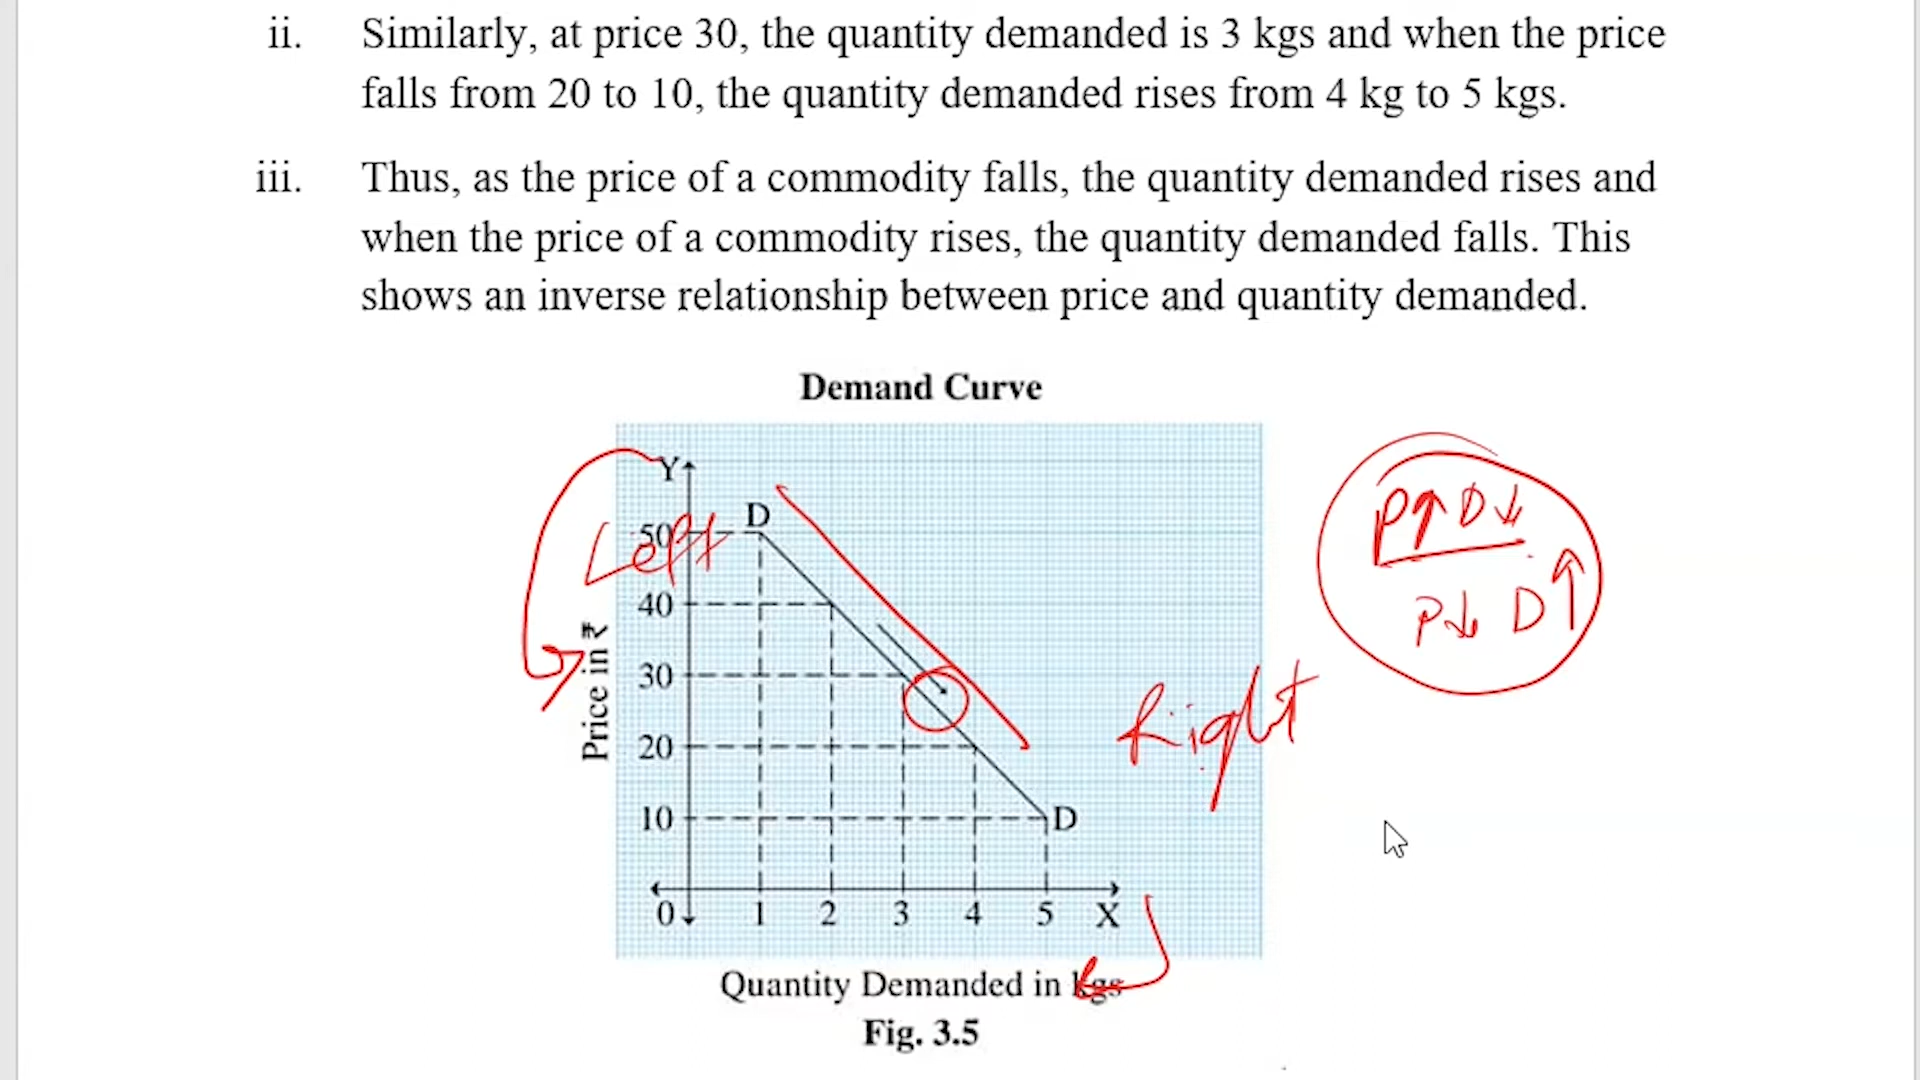 ii. Similarly, at price 30, the quantity demanded is 3 kgs and when the price
falls from 20 to 10, the quantity demanded rises from 4 kg to 5 kgs.
iii. Thus, as the price of a commodity falls, the quantity demanded rises and
when the price of a commodity rises, the quantity demanded falls. This
shows an inverse relationship between price and quantity demanded.
Demand Curve
Y
D
50
Left
40
30
20
10
Price in ₹
D
0 1 2 3 4 5 X
Quantity Demanded in kgs
Fig. 3.5
P↑ D↓
P↓ D↑
Right